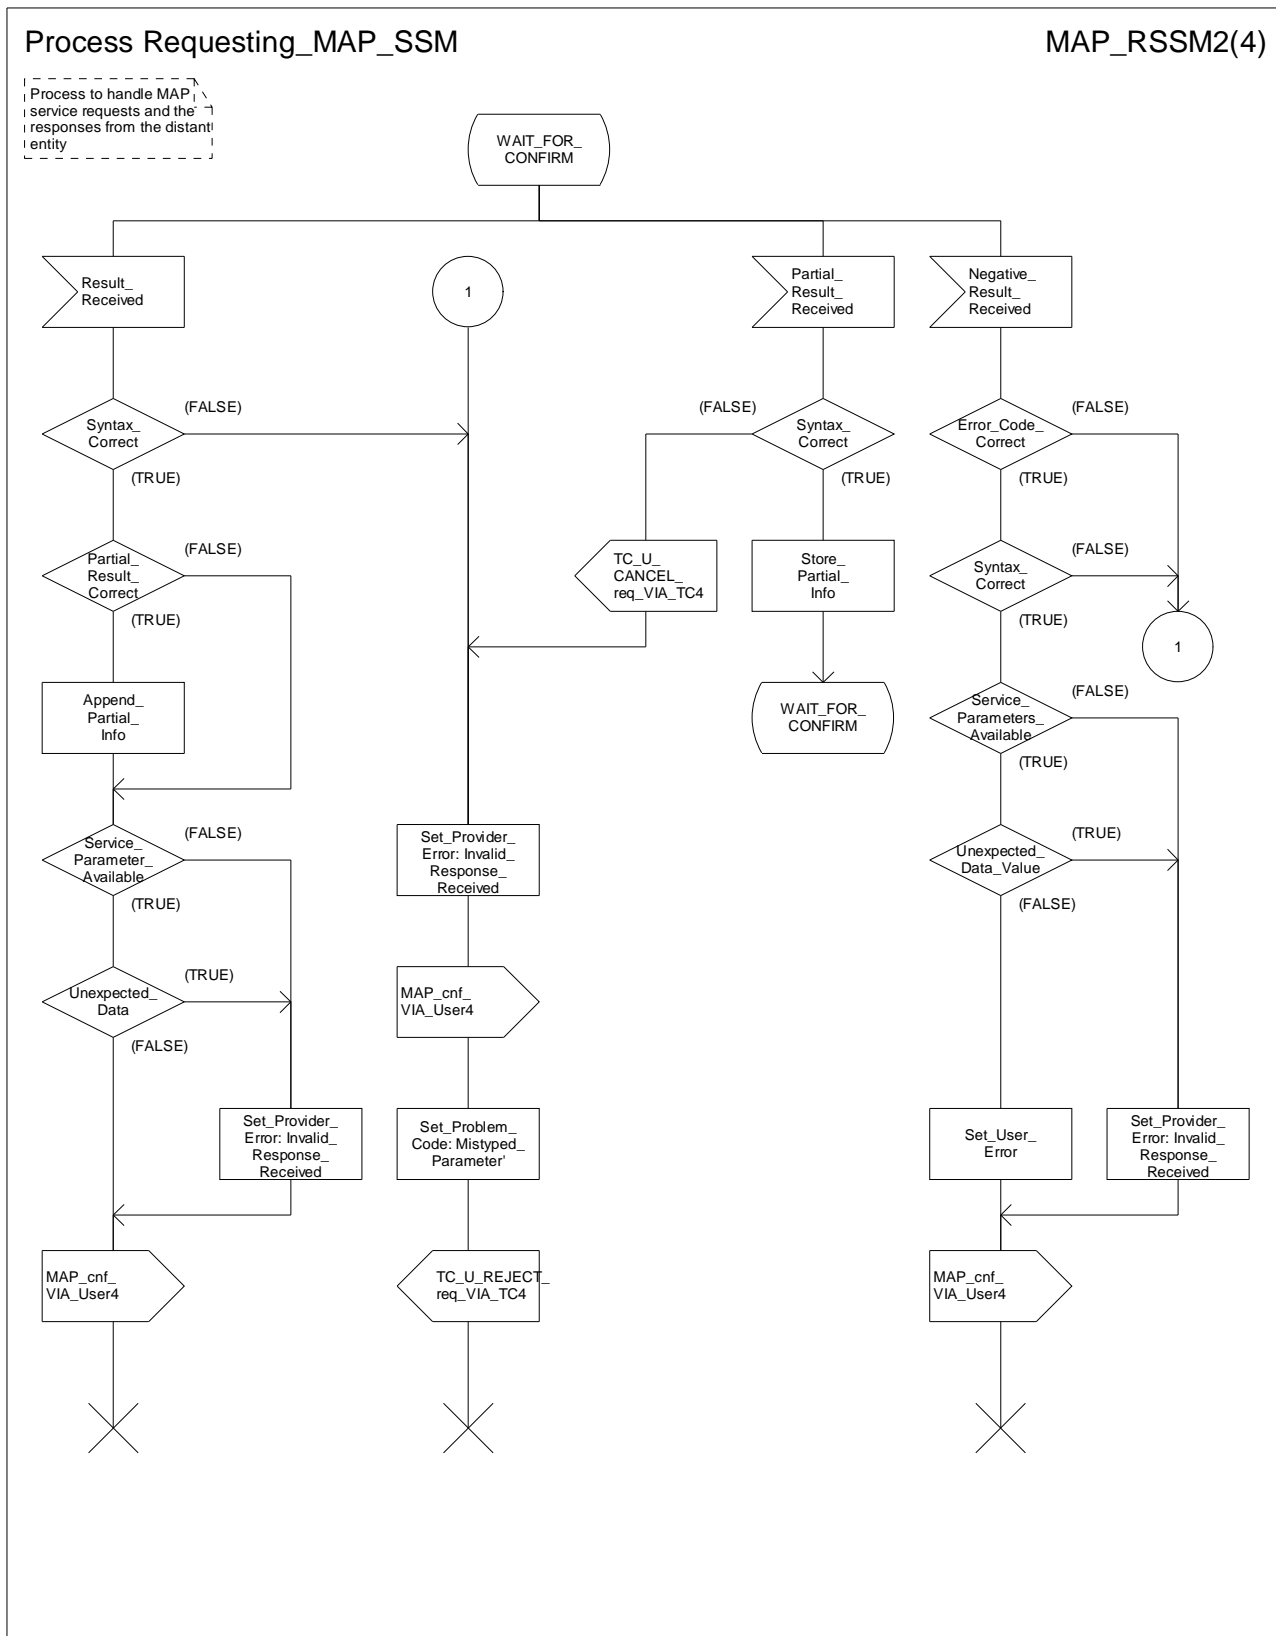 Process Requesting_MAP_SSM
MAP_RSSM2(4)
Process to handle MAP
service requests and the
responses from the distant
entity
WAIT_FOR_
CONFIRM
Result_
Received
1
Partial_
Result_
Received
Negative_
Result_
Received
Syntax_
Correct
(FALSE)
(TRUE)
(FALSE)
Syntax_
Correct
(TRUE)
Error_Code_
Correct
(FALSE)
(TRUE)
Partial_
Result_
Correct
(FALSE)
(TRUE)
TC_U_
CANCEL_
req_VIA_TC4
Store_
Partial_
Info
Syntax_
Correct
(FALSE)
(TRUE)
1
Append_
Partial_
Info
WAIT_FOR_
CONFIRM
Service_
Parameters_
Available
(FALSE)
(TRUE)
Service_
Parameter_
Available
(FALSE)
(TRUE)
Set_Provider_
Error: Invalid_
Response_
Received
Unexpected_
Data_Value
(TRUE)
(FALSE)
Unexpected_
Data
(TRUE)
(FALSE)
MAP_cnf_
VIA_User4
Set_Provider_
Error: Invalid_
Response_
Received
Set_Problem_
Code: Mistyped_
Parameter'
Set_User_
Error
Set_Provider_
Error: Invalid_
Response_
Received
MAP_cnf_
VIA_User4
TC_U_REJECT_
req_VIA_TC4
MAP_cnf_
VIA_User4